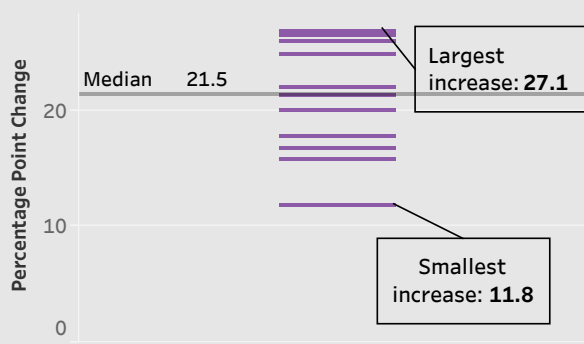 Percentage Point Change
20
10
0
Median 21.5
Largest
increase: 27.1
Smallest
increase: 11.8